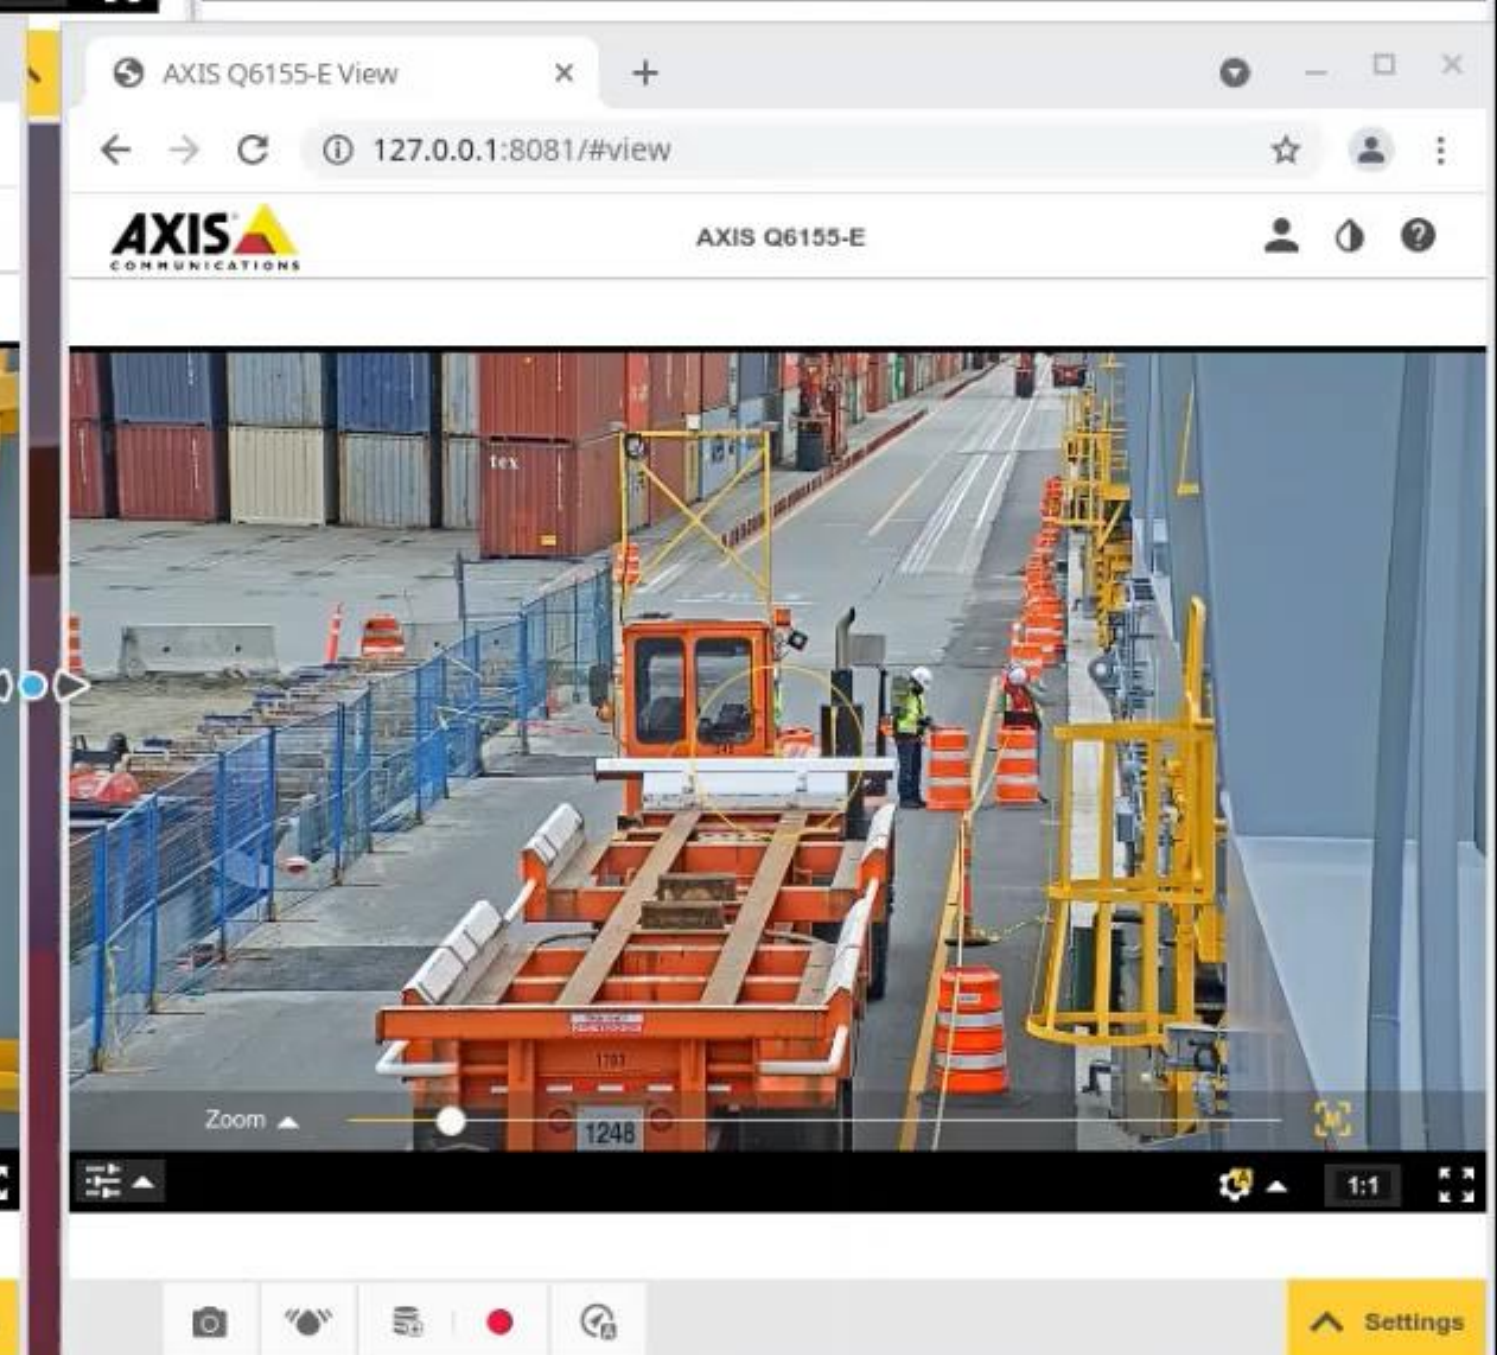 AXIS Q6155-E View
127.0.0.1:8081/#view
AXIS
COMMUNICATIONS
AXIS Q6155-E
tex
1248
Zoom
1:1
Settings